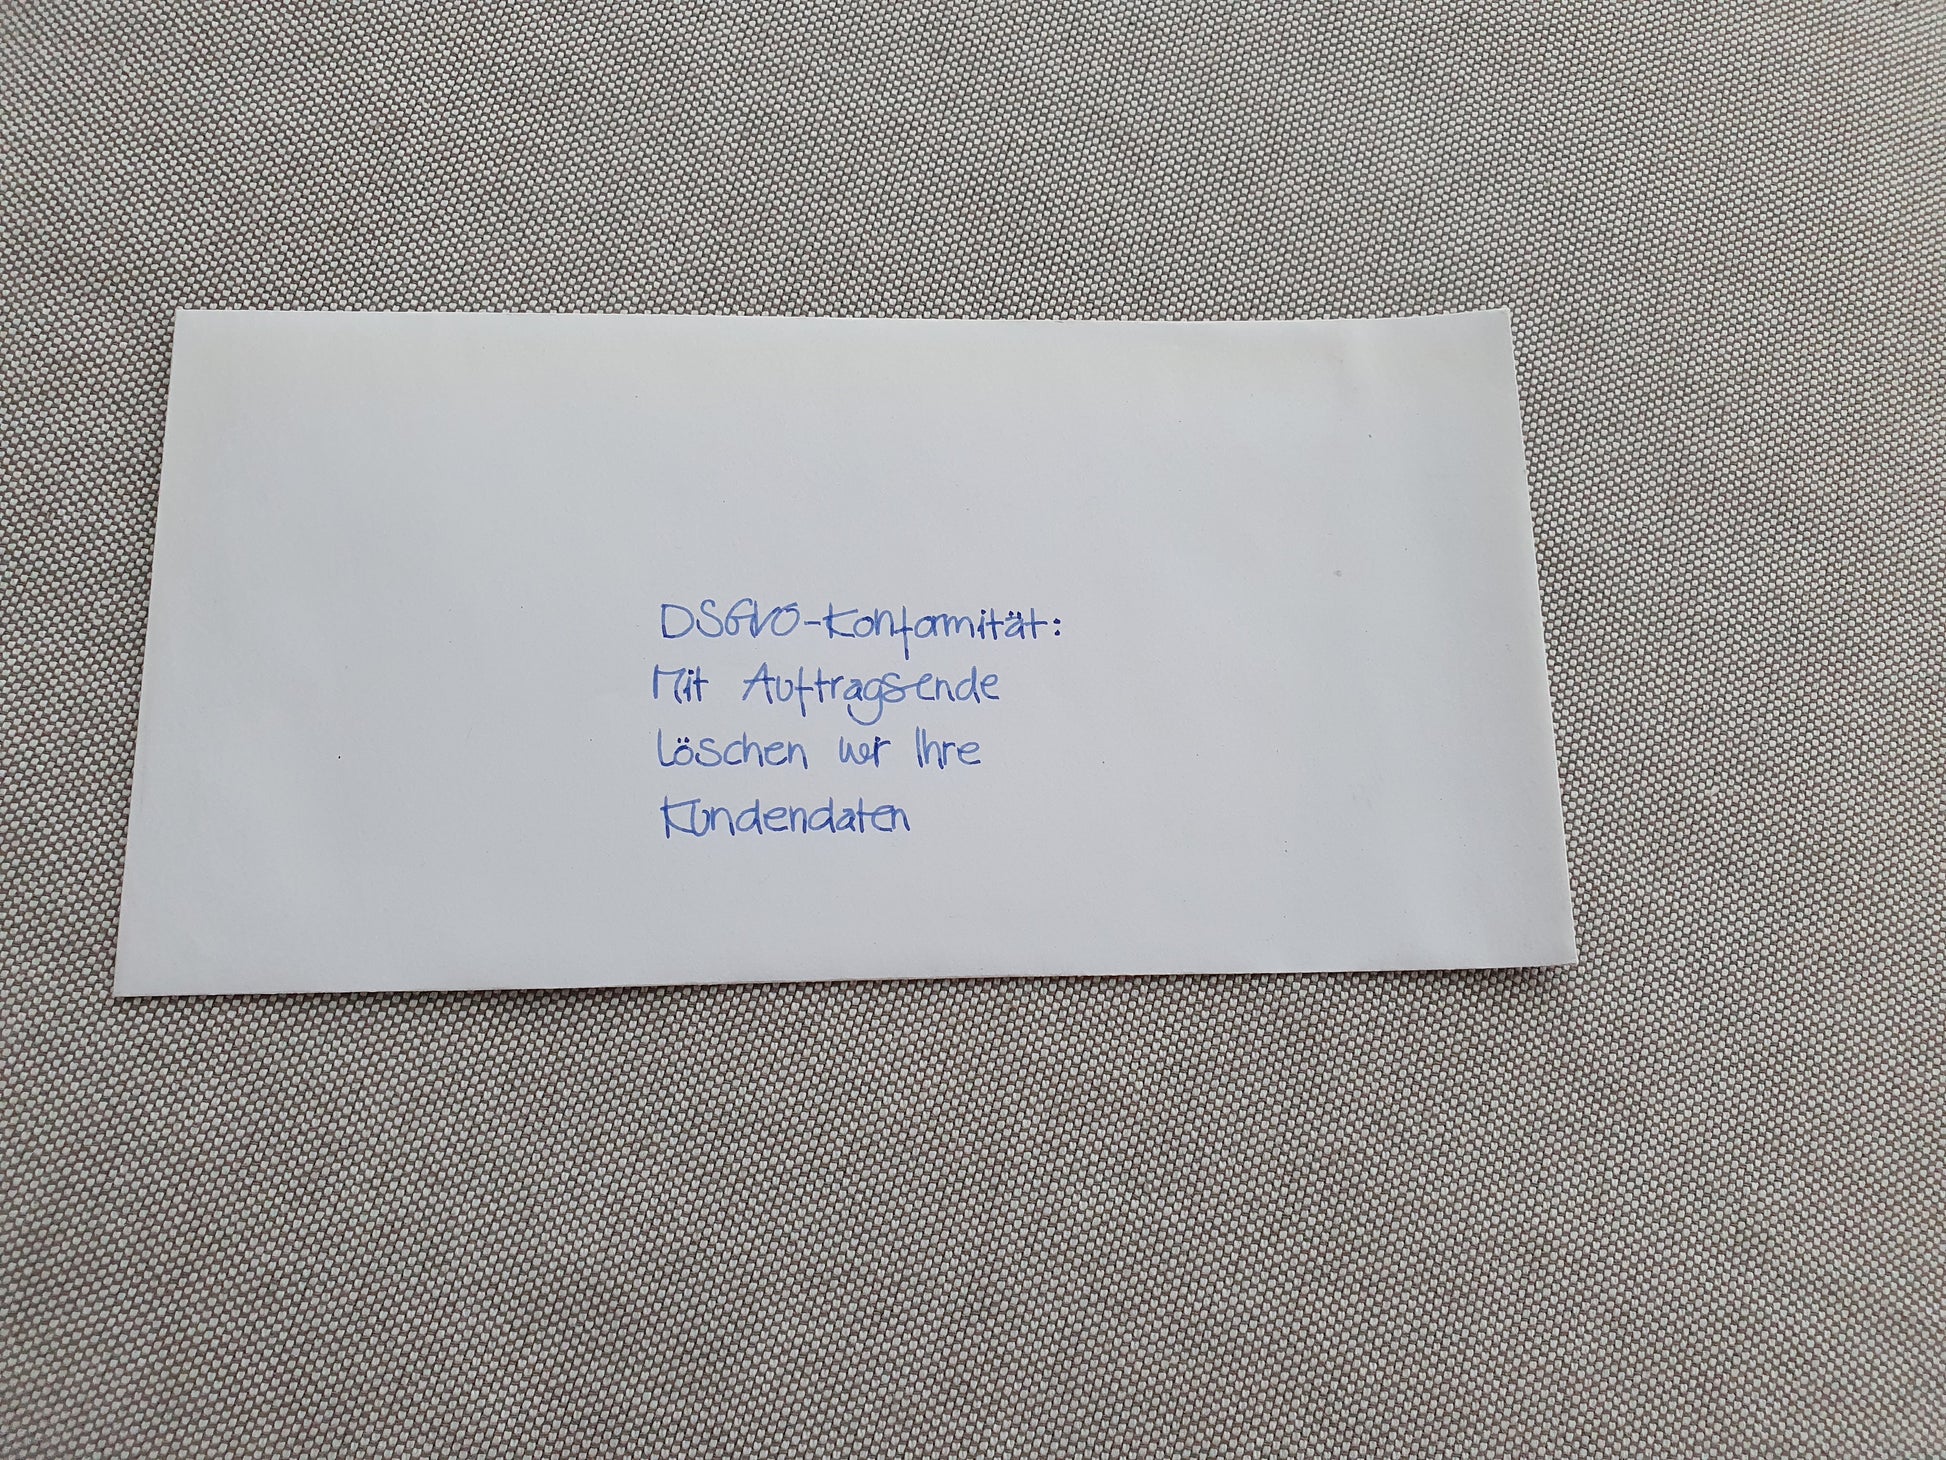 DSGVO-Konformität:
Mit Auftragsende
löschen wir Ihre
Kundendaten